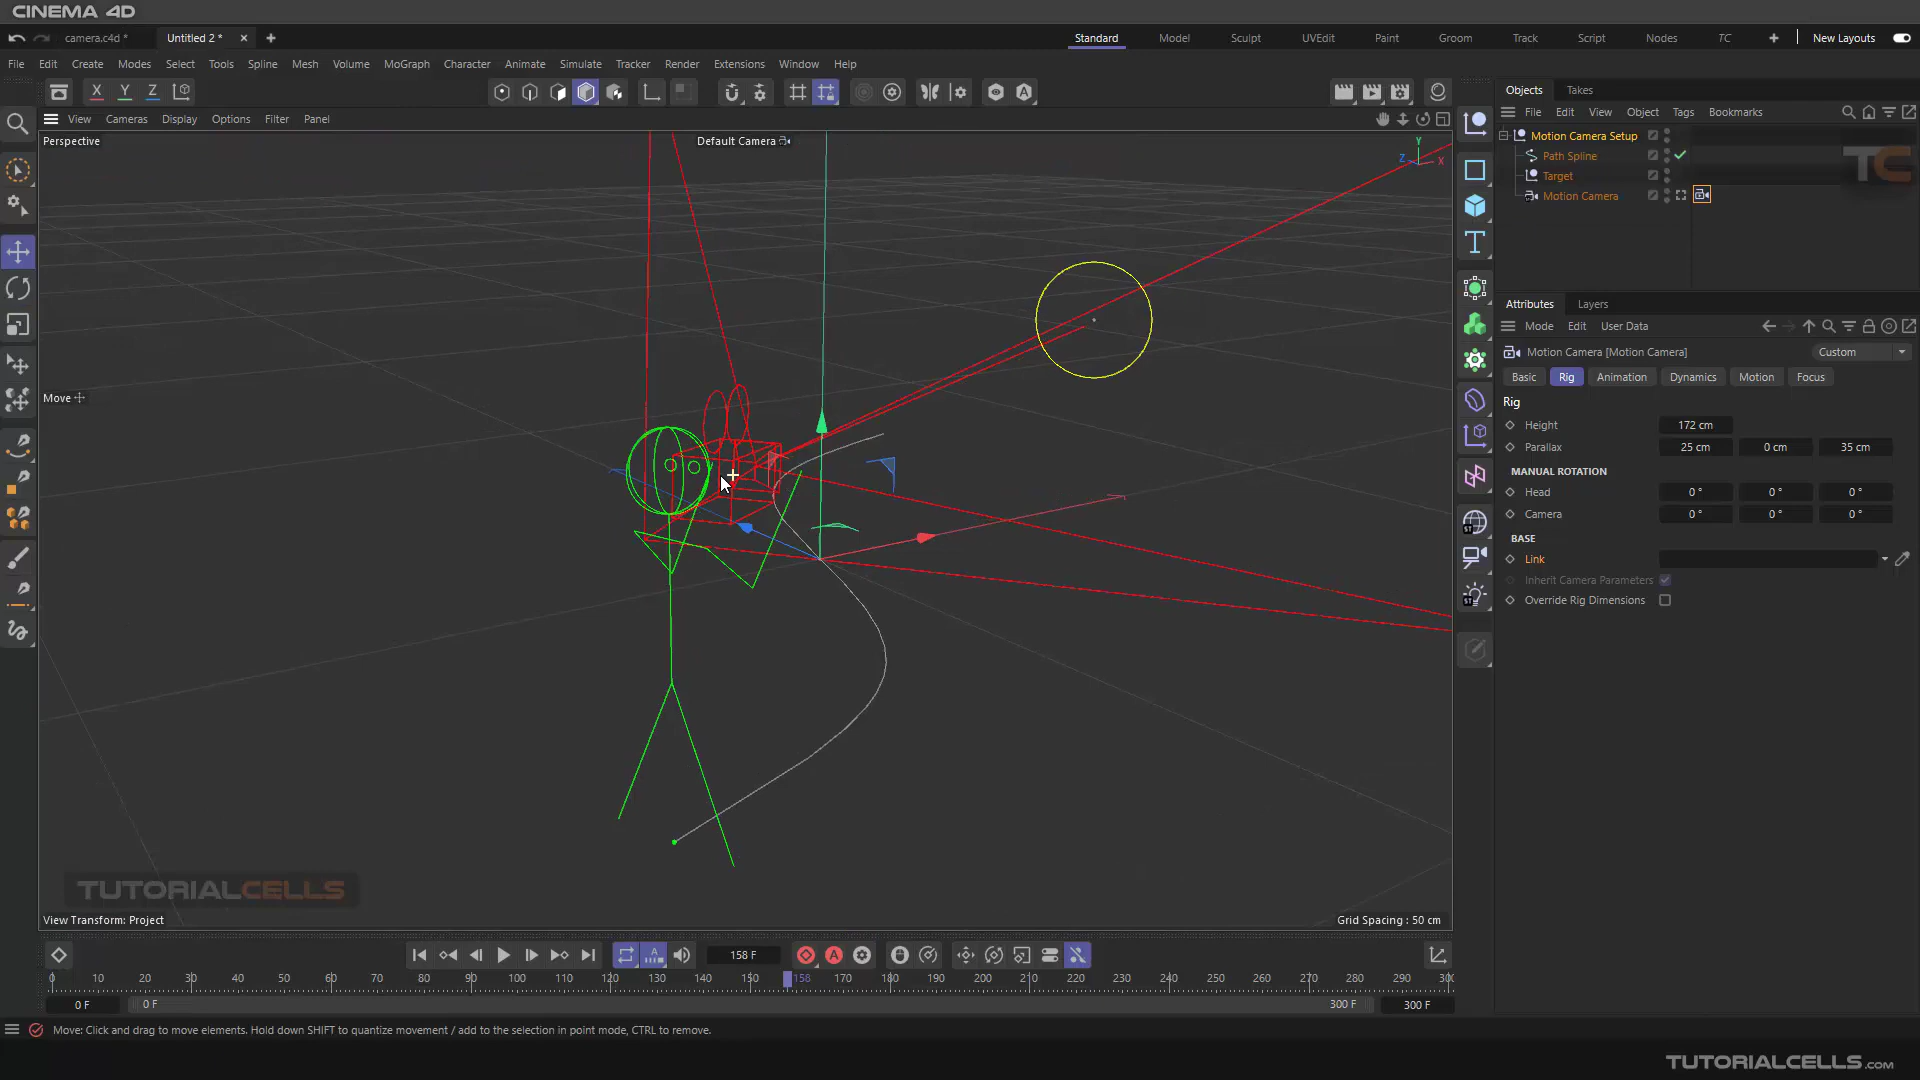 CINEMA 4D
camera.c4d *
Untitled 2 *
Standard
Model
Sculpt
UVEdit
Paint
Groom
Track
Script
Nodes
TC
New Layouts
File Edit Create Modes Select Tools Spline Mesh Volume MoGraph Character Animate Simulate Tracker Render Extensions Window Help
X Y Z
Objects Takes
View Cameras Display Options Filter Panel
File Edit View Object Tags Bookmarks
Perspective
Default Camera
Y
Z X
Motion Camera Setup
Path Spline
Target
Motion Camera
TC
Attributes Layers
Mode Edit User Data
Motion Camera [Motion Camera]
Custom
Basic Rig Animation Dynamics Motion Focus
Rig
Height 172 cm
Parallax 25 cm 0 cm 35 cm
MANUAL ROTATION
Head 0 ° 0 ° 0 °
Camera 0 ° 0 ° 0 °
BASE
Link
Inherit Camera Parameters
Override Rig Dimensions
Move
TUTORIALCELLS
View Transform: Project
Grid Spacing : 50 cm
158 F
0 10 20 30 40 50 60 70 80 90 100 110 120 130 140 150 158 170 180 190 200 210 220 230 240 250 260 270 280 290 300
0 F
0 F
300 F
300 F
Move: Click and drag to move elements. Hold down SHIFT to quantize movement / add to the selection in point mode, CTRL to remove.
TUTORIALCELLS.com